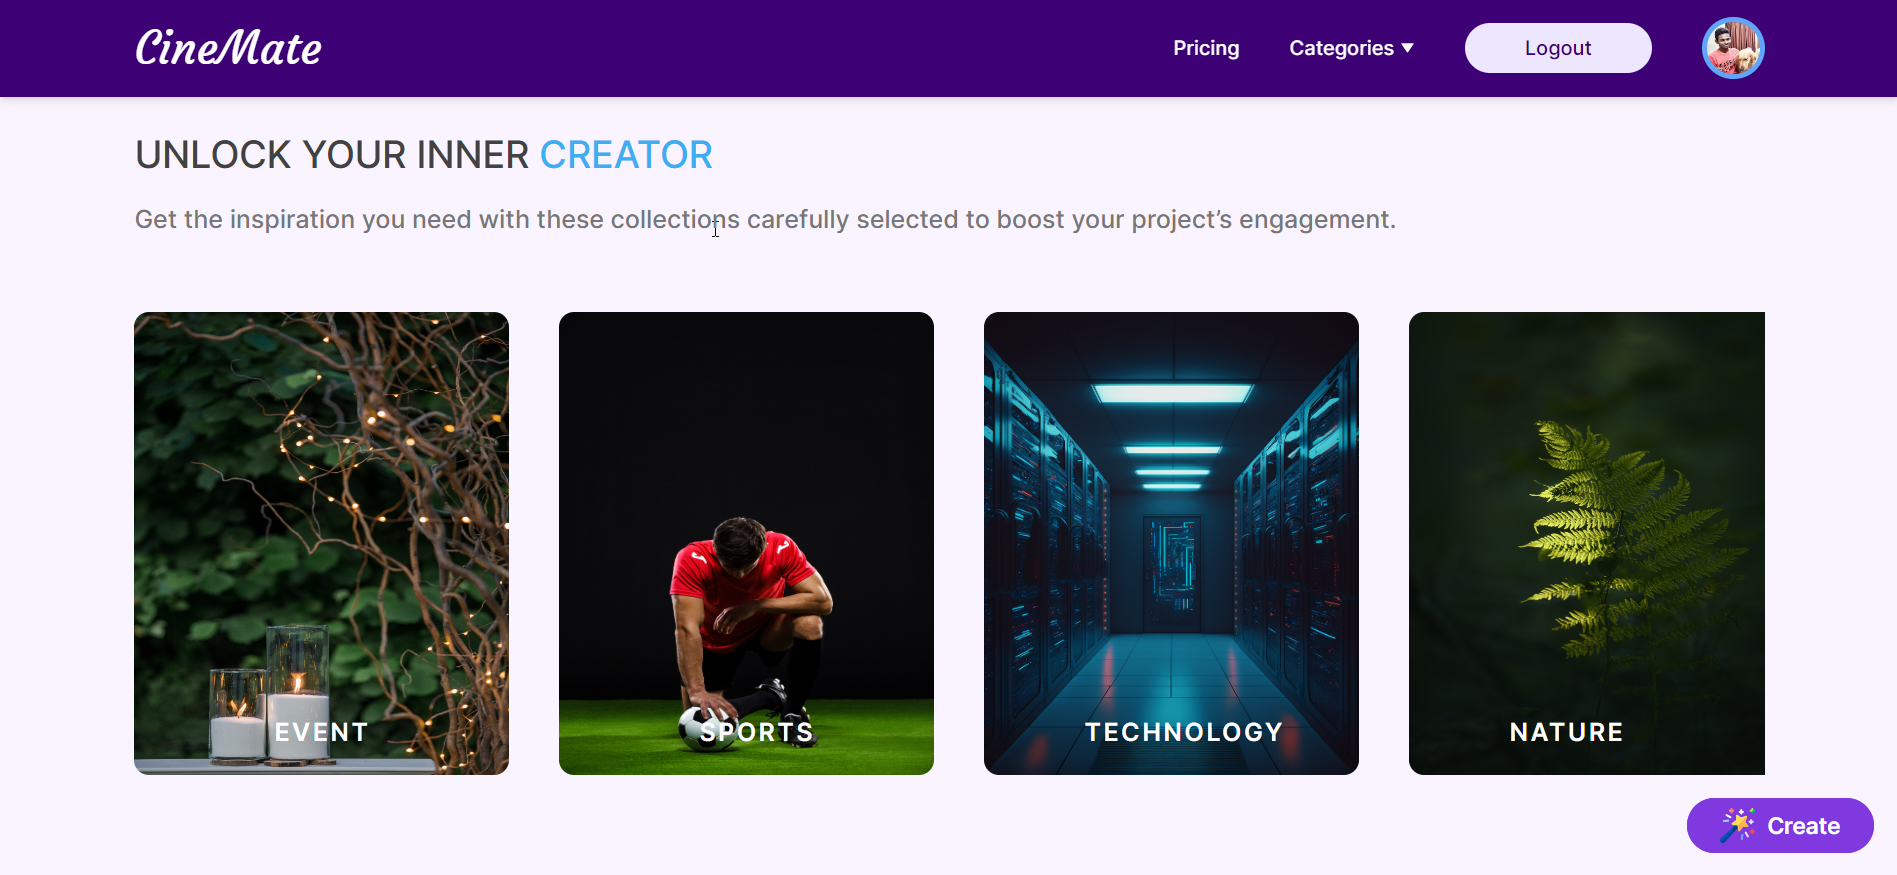 CineMate
Pricing
Categories ▼
Logout
UNLOCK YOUR INNER CREATOR
Get the inspiration you need with these collections carefully selected to boost your project’s engagement.
EVENT
SPORTS
TECHNOLOGY
NATURE
Create